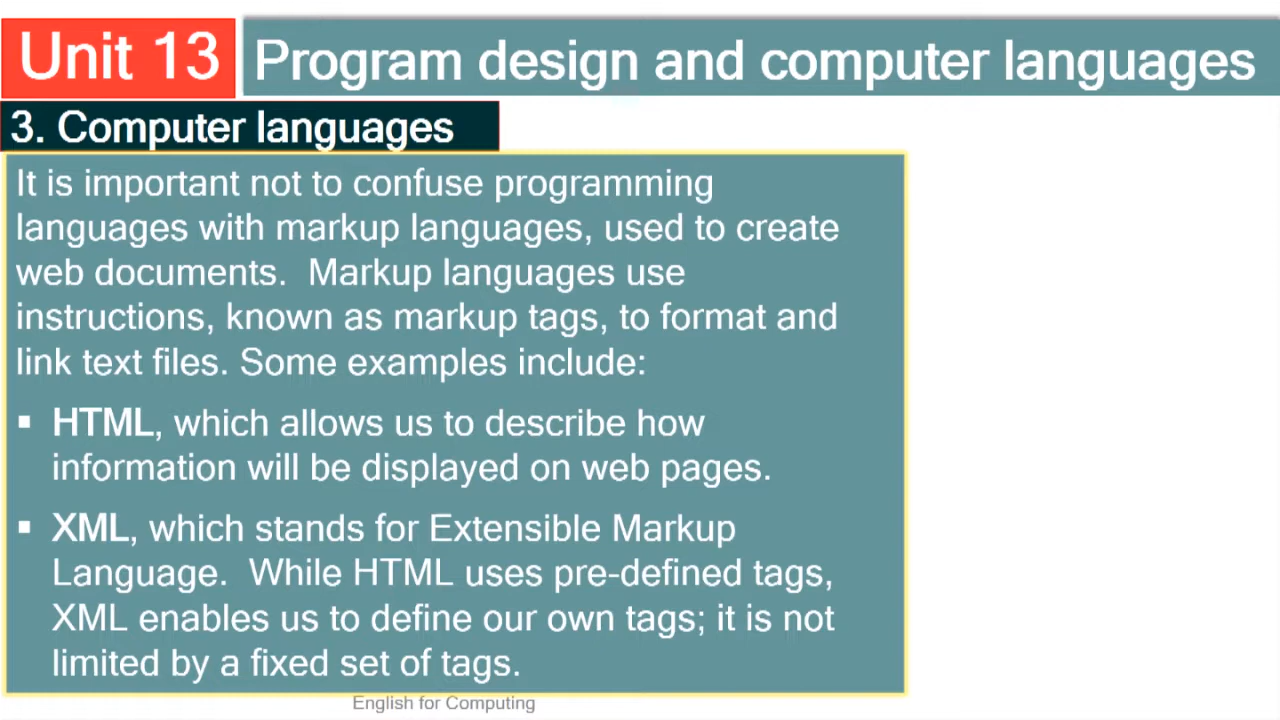 Unit 13
Program design and computer languages
3. Computer languages
It is important not to confuse programming
languages with markup languages, used to create
web documents.  Markup languages use
instructions, known as markup tags, to format and
link text files. Some examples include:
▪ HTML, which allows us to describe how
information will be displayed on web pages.
▪ XML, which stands for Extensible Markup
Language.  While HTML uses pre-defined tags,
XML enables us to define our own tags; it is not
limited by a fixed set of tags.
English for Computing